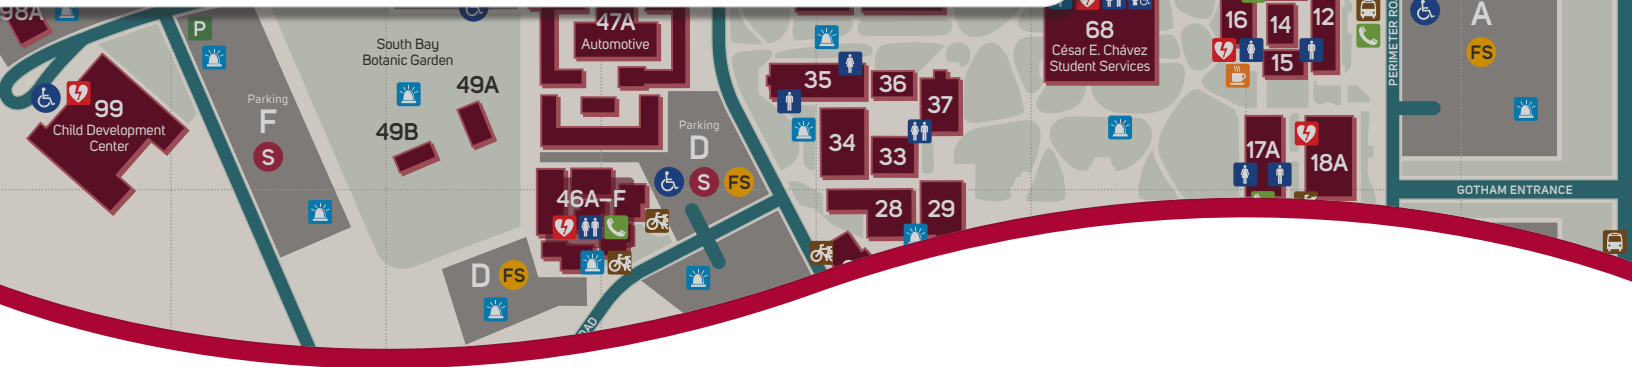 98A
P
South Bay
Botanic Garden
49A
49B
99
Child Development
Center
Parking
F
S
47A
Automotive
Parking
D
S
FS
46A–F
D
FS
35
36
37
34
33
28
29
68
César E. Chávez
Student Services
16
14
12
15
17A
18A
PERIMETER RO
A
FS
GOTHAM ENTRANCE
OAD